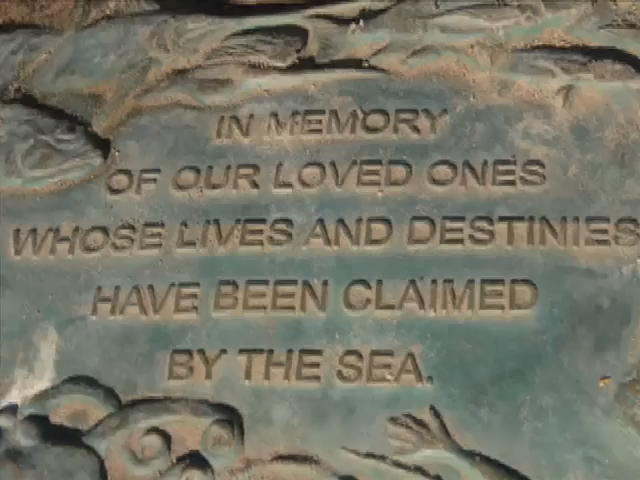 IN MEMORY
OF OUR LOVED ONES
WHOSE LIVES AND DESTINIES
HAVE BEEN CLAIMED
BY THE SEA.